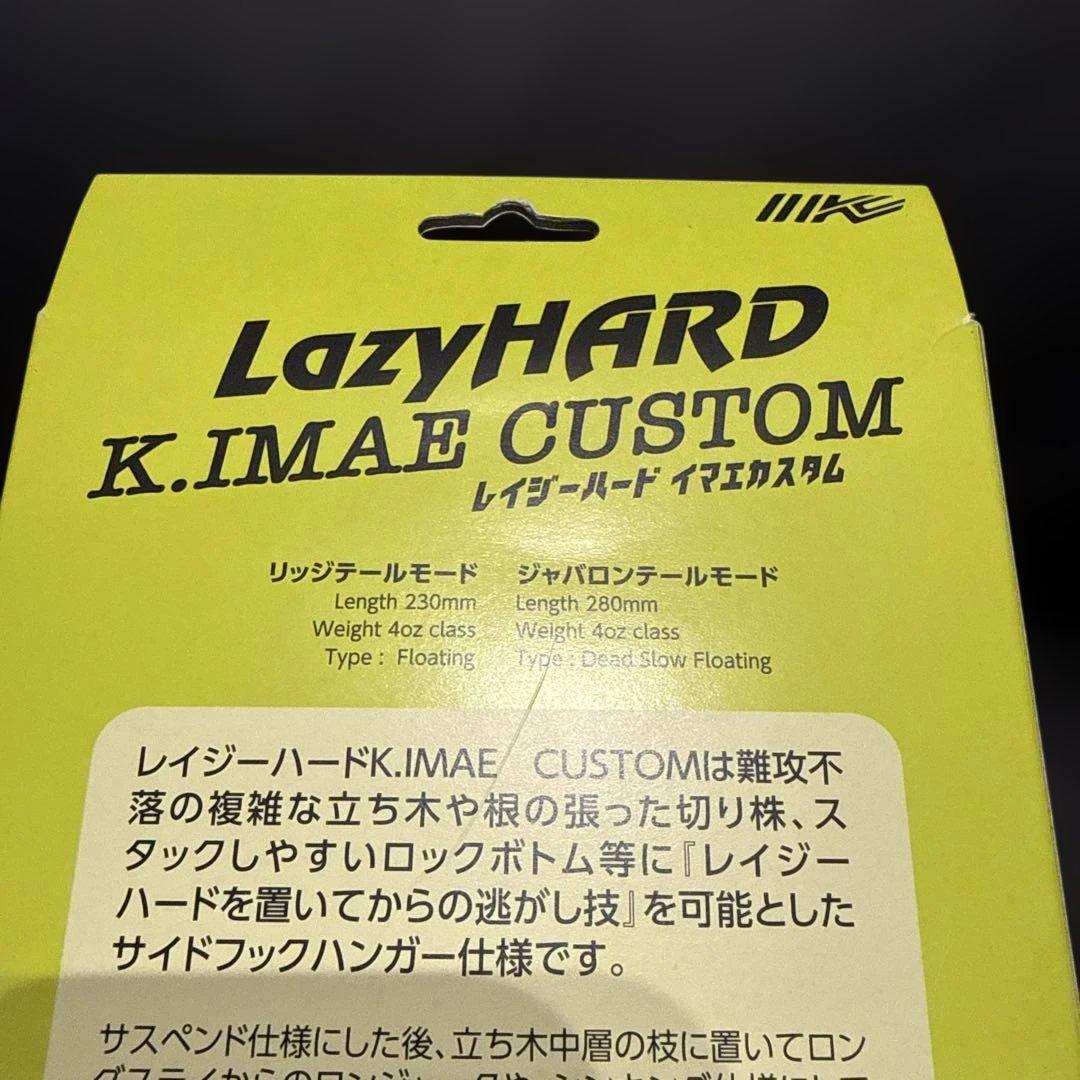 LazyHARD
K.IMAE CUSTOM
レイジーハード イマエカスタム
リッジテールモード
Length 230mm
Weight 4oz class
Type : Floating
ジャバロンテールモード
Length 280mm
Weight 4oz class
Type : Dead Slow Floating
レイジーハードK.IMAE CUSTOMは難攻不
落の複雑な立ち木や根の張った切り株、ス
タックしやすいロックボトム等に『レイジー
ハードを置いてからの逃がし技』を可能とした
サイドフックハンガー仕様です。
サスペンド仕様にした後、立ち木中層の枝に置いてロン